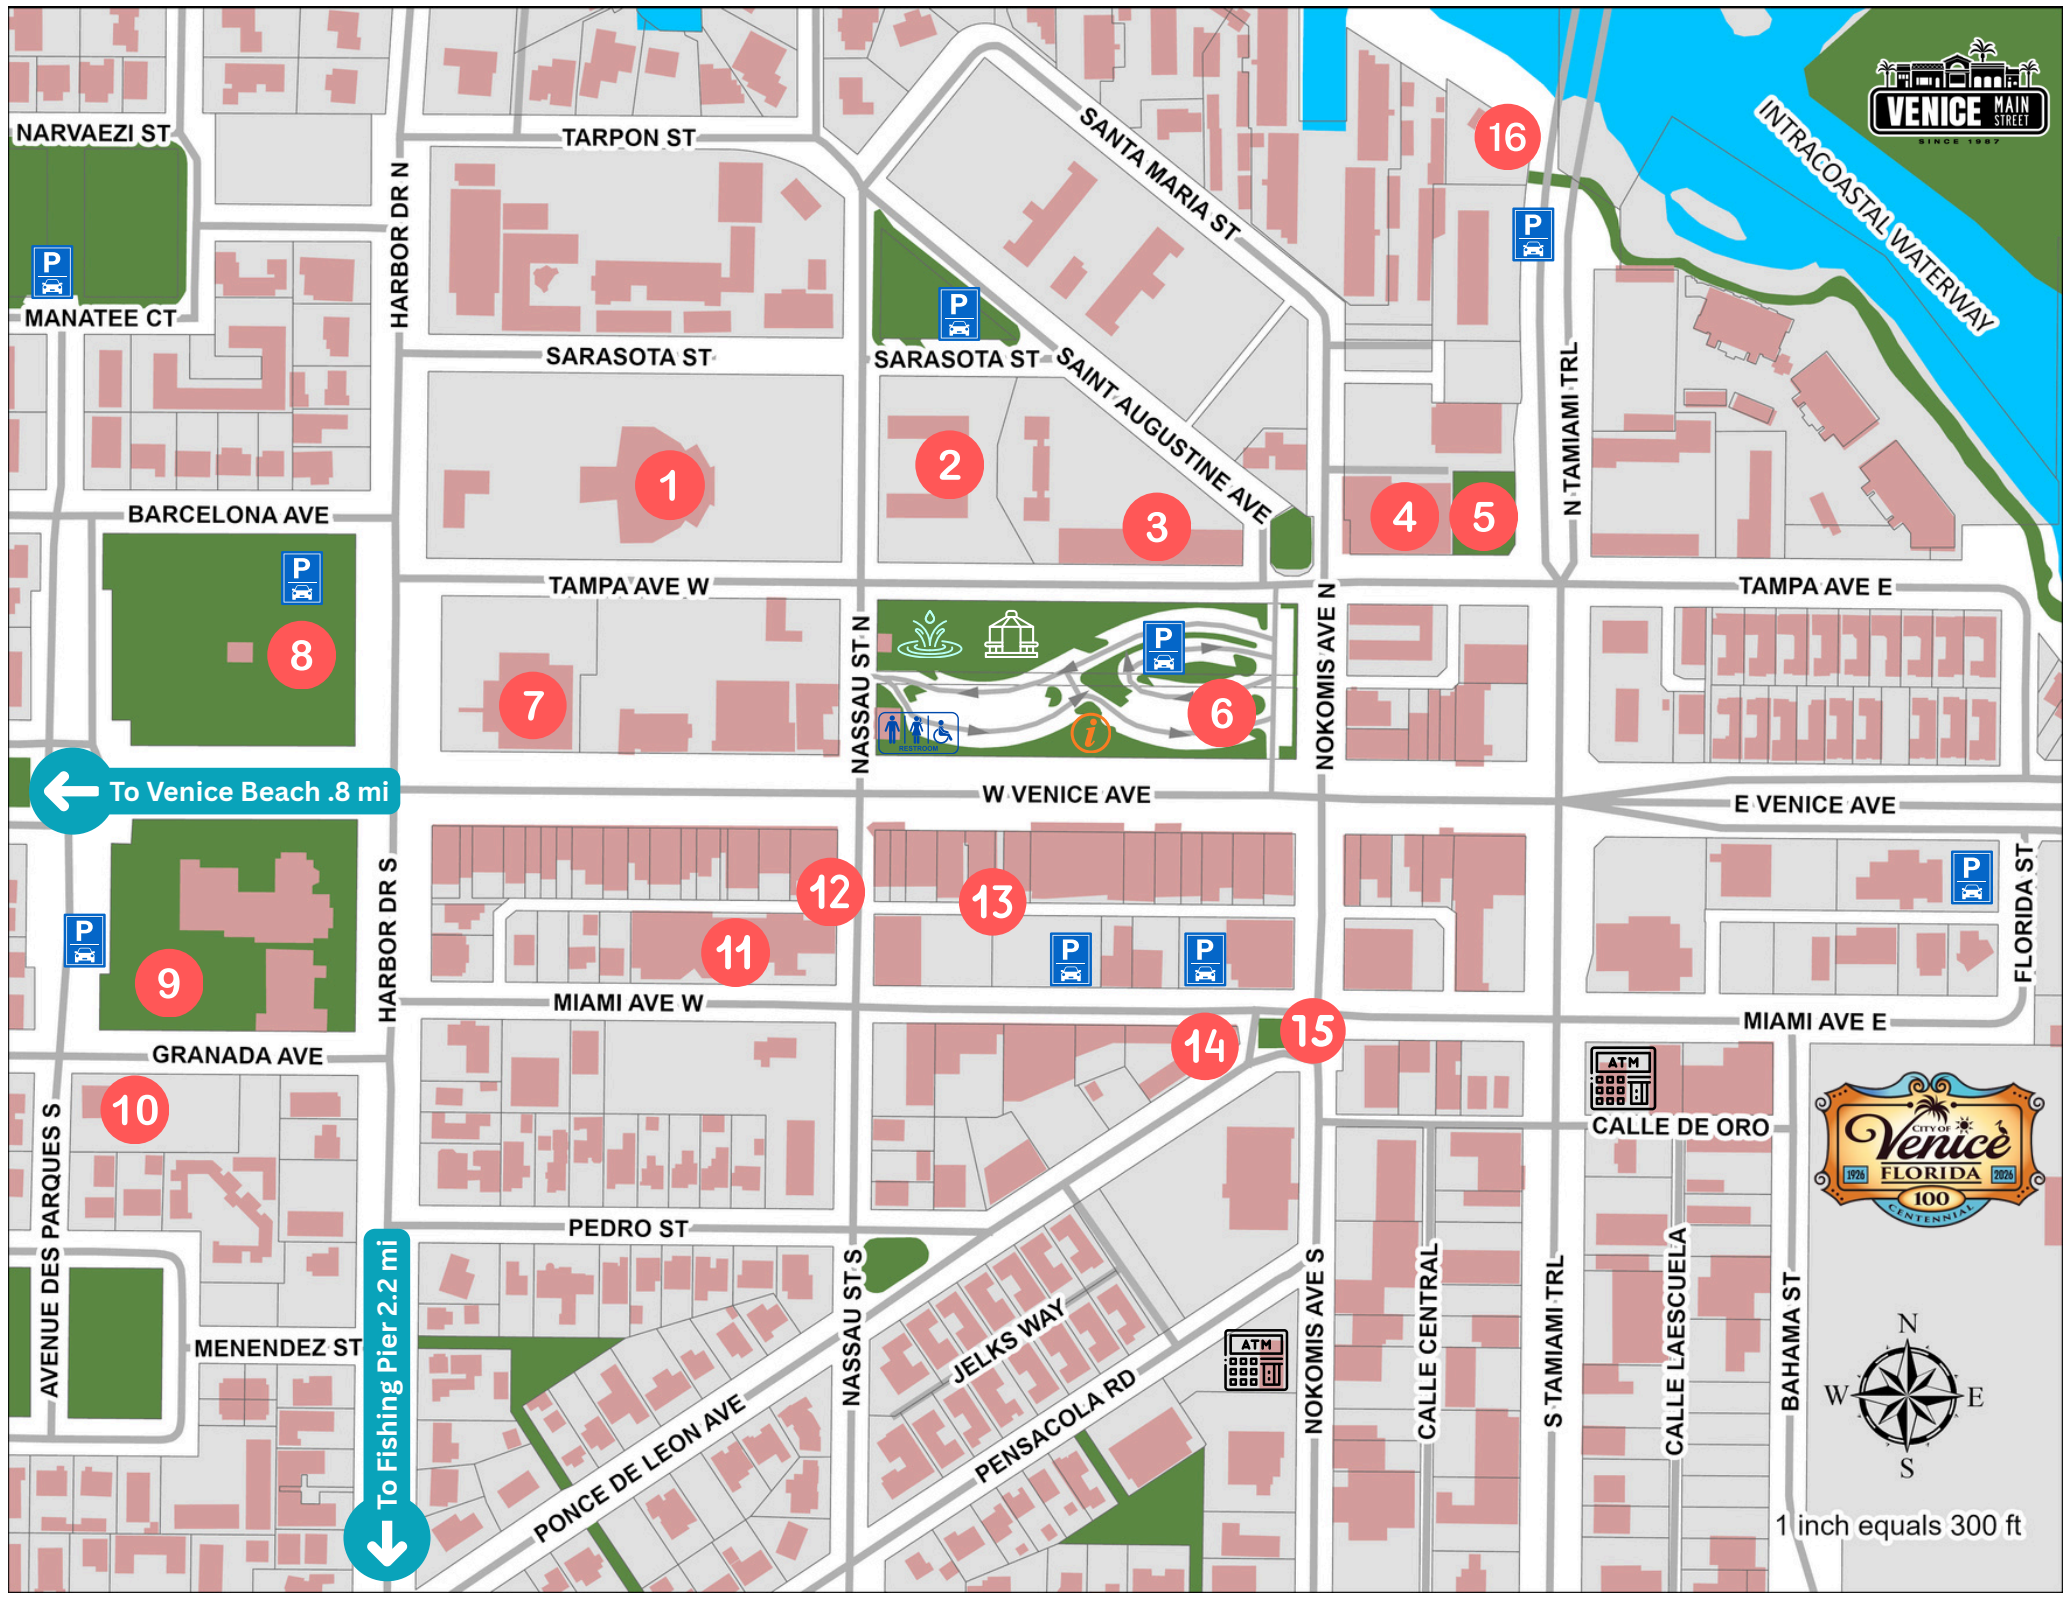 NARVAEZI ST
TARPON ST
SANTA MARIA ST
16
VENICE MAIN STREET
SINCE 1987
INTRACOASTAL WATERWAY
HARBOR DR N
P
P
P
MANATEE CT
SARASOTA ST
SARASOTA ST
SAINT AUGUSTINE AVE
N TAMIAMI TRL
1
2
3
4
5
BARCELONA AVE
P
TAMPA AVE W
TAMPA AVE E
NASSAU ST N
NOKOMIS AVE N
P
8
7
6
RESTROOM
i
To Venice Beach .8 mi
W VENICE AVE
E VENICE AVE
HARBOR DR S
12
13
P
FLORIDA ST
P
9
11
P
P
MIAMI AVE W
MIAMI AVE E
14
15
GRANADA AVE
ATM
10
CALLE DE ORO
CITY OF
Venice
FLORIDA
1926
2026
100
CENTENNIAL
AVENUE DES PARQUES S
PEDRO ST
To Fishing Pier 2.2 mi
NASSAU ST S
NOKOMIS AVE S
CALLE CENTRAL
S TAMIAMI TRL
CALLE LAESCUELA
BAHAMA ST
MENENDEZ ST
JELKS WAY
ATM
PENSACOLA RD
PONCE DE LEON AVE
N
W
E
S
1 inch equals 300 ft